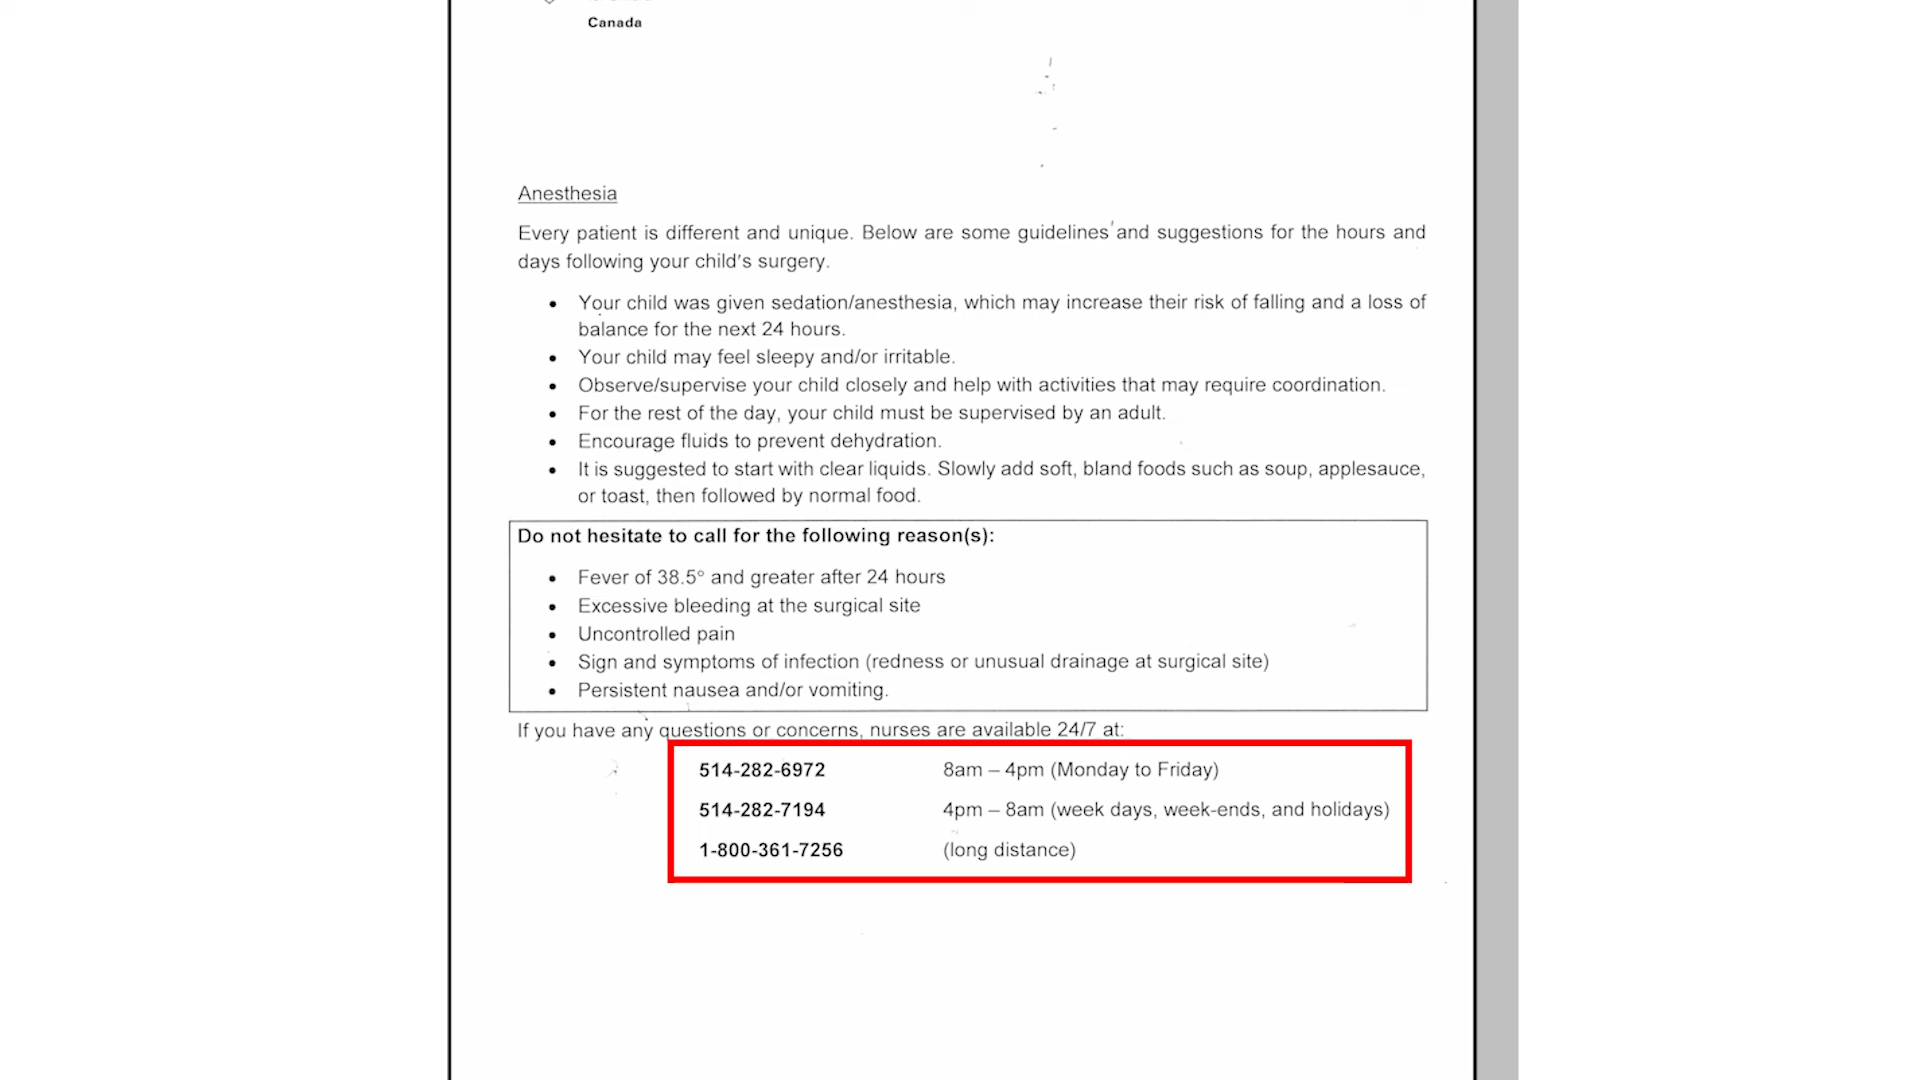 Canada
Anesthesia
Every patient is different and unique. Below are some guidelines and suggestions for the hours and
days following your child's surgery.
• Your child was given sedation/anesthesia, which may increase their risk of falling and a loss of
balance for the next 24 hours.
• Your child may feel sleepy and/or irritable.
• Observe/supervise your child closely and help with activities that may require coordination.
• For the rest of the day, your child must be supervised by an adult.
• Encourage fluids to prevent dehydration.
• It is suggested to start with clear liquids. Slowly add soft, bland foods such as soup, applesauce,
or toast, then followed by normal food.
Do not hesitate to call for the following reason(s):
• Fever of 38.5° and greater after 24 hours
• Excessive bleeding at the surgical site
• Uncontrolled pain
• Sign and symptoms of infection (redness or unusual drainage at surgical site)
• Persistent nausea and/or vomiting.
If you have any questions or concerns, nurses are available 24/7 at:
514-282-6972 8am – 4pm (Monday to Friday)
514-282-7194 4pm – 8am (week days, week-ends, and holidays)
1-800-361-7256 (long distance)